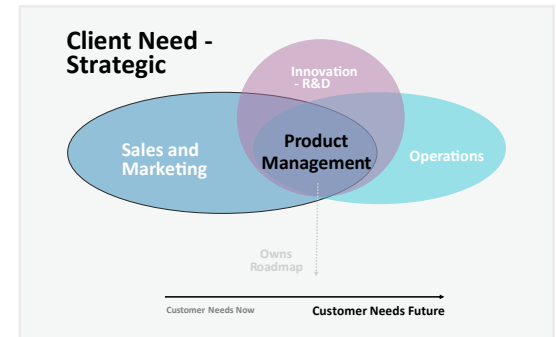 Client Need -
Strategic
Innovation
- R&D
Sales and
Marketing
Product
Management
Operations
Owns
Roadmap
Customer Needs Now
Customer Needs Future